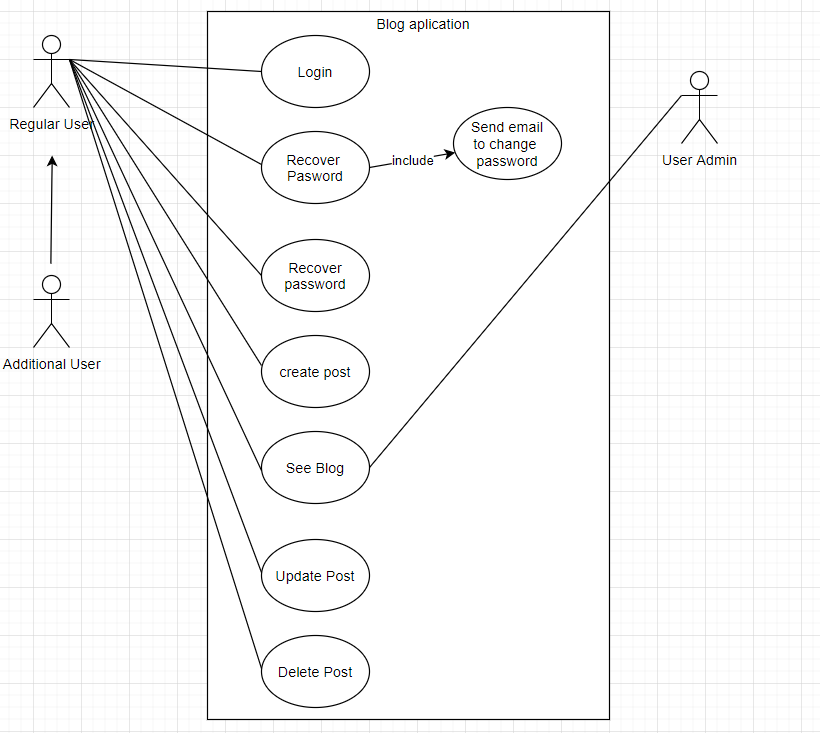 Blog aplication
Login
Regular User
Recover
Pasword
include
Send email
to change
password
User Admin
Recover
password
Additional User
create post
See Blog
Update Post
Delete Post